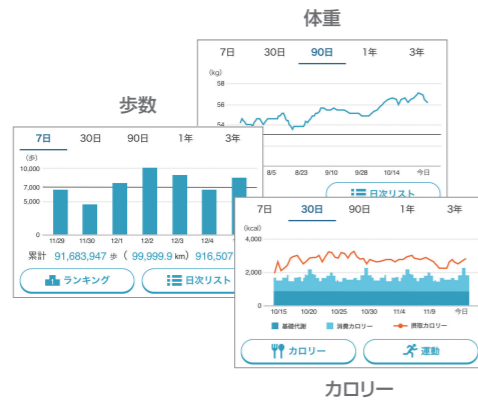 体重
7日 30日 90日 1年 3年
(kg)
58
56
54
8/5 8/23 9/10 9/28 10/14 今日
日次リスト
歩数
7日 30日 90日 1年 3年
(歩)
10,000
7,000
5,000
0
11/29 11/30 12/1 12/2 12/3 12/4
累計 91,683,947 歩 ( 99,999.9 km) 916,507
ランキング 日次リスト
7日 30日 90日 1年 3年
(kcal)
4,000
2,000
0
10/15 10/20 10/25 10/30 11/4 11/9 今日
基礎代謝 消費カロリー 摂取カロリー
カロリー 運動
カロリー